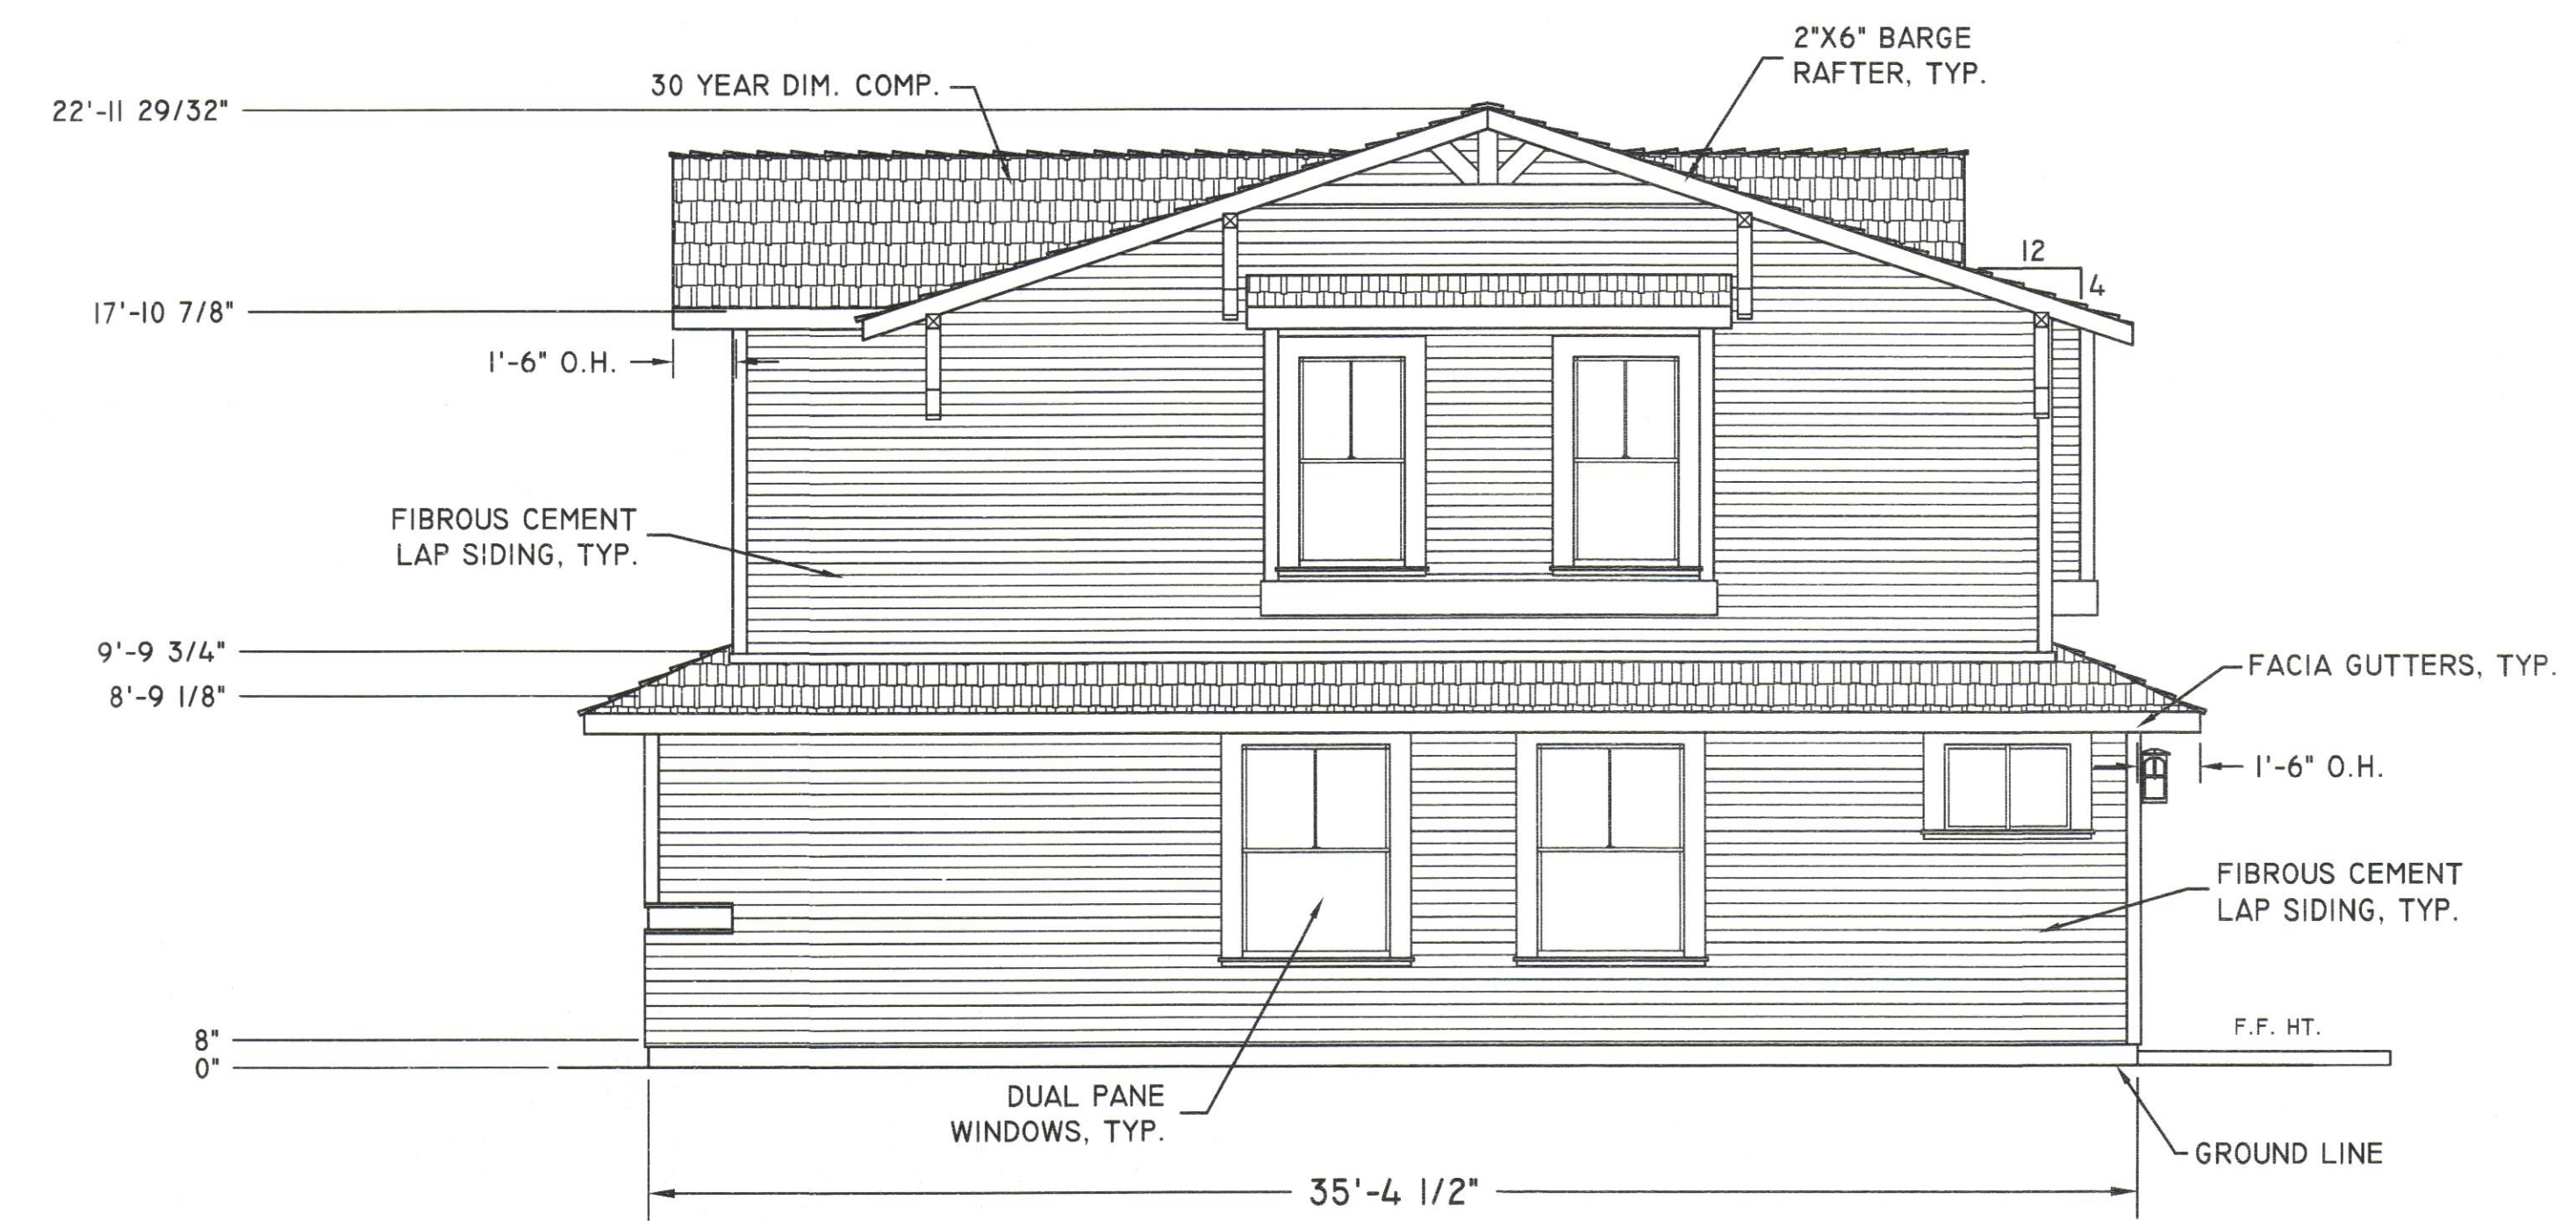 2"X6" BARGE
RAFTER, TYP.
30 YEAR DIM. COMP.
22'-11 29/32"
12
4
17'-10 7/8"
1'-6" O.H.
FIBROUS CEMENT
LAP SIDING, TYP.
9'-9 3/4"
FACIA GUTTERS, TYP.
8'-9 1/8"
1'-6" O.H.
FIBROUS CEMENT
LAP SIDING, TYP.
F.F. HT.
8"
0"
DUAL PANE
WINDOWS, TYP.
GROUND LINE
35'-4 1/2"